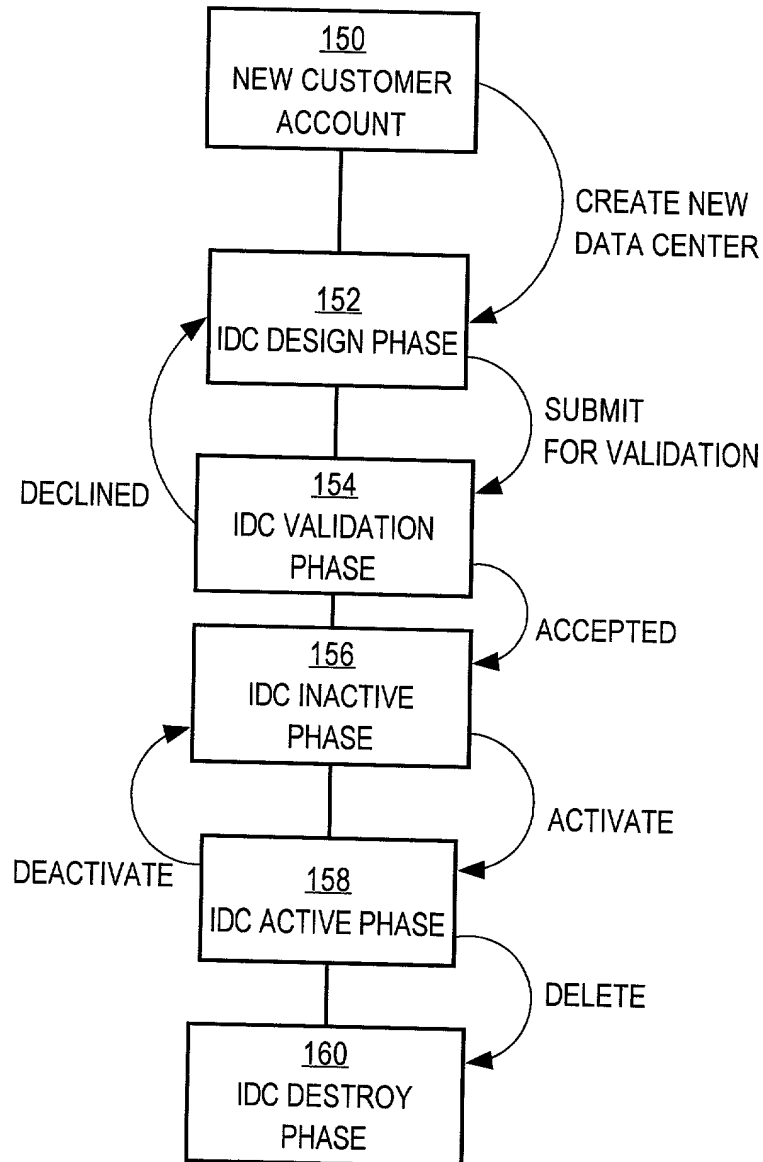 150
NEW CUSTOMER
ACCOUNT
CREATE NEW
DATA CENTER
152
IDC DESIGN PHASE
SUBMIT
FOR VALIDATION
DECLINED
154
IDC VALIDATION
PHASE
ACCEPTED
156
IDC INACTIVE
PHASE
ACTIVATE
DEACTIVATE
158
IDC ACTIVE PHASE
DELETE
160
IDC DESTROY
PHASE